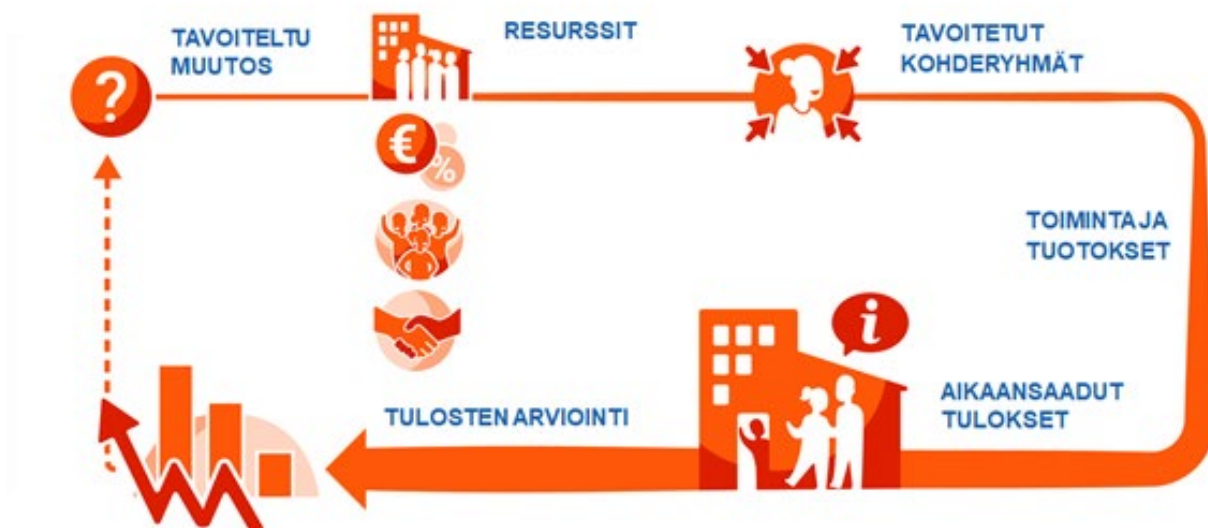 TAVOITELTU
MUUTOS
RESURSSIT
TAVOITETUT
KOHDERYHMÄT
?
€
%
TOIMINTA JA
TUOTOKSET
i
AIKAANSAADUT
TULOKSET
TULOSTEN ARVIOINTI